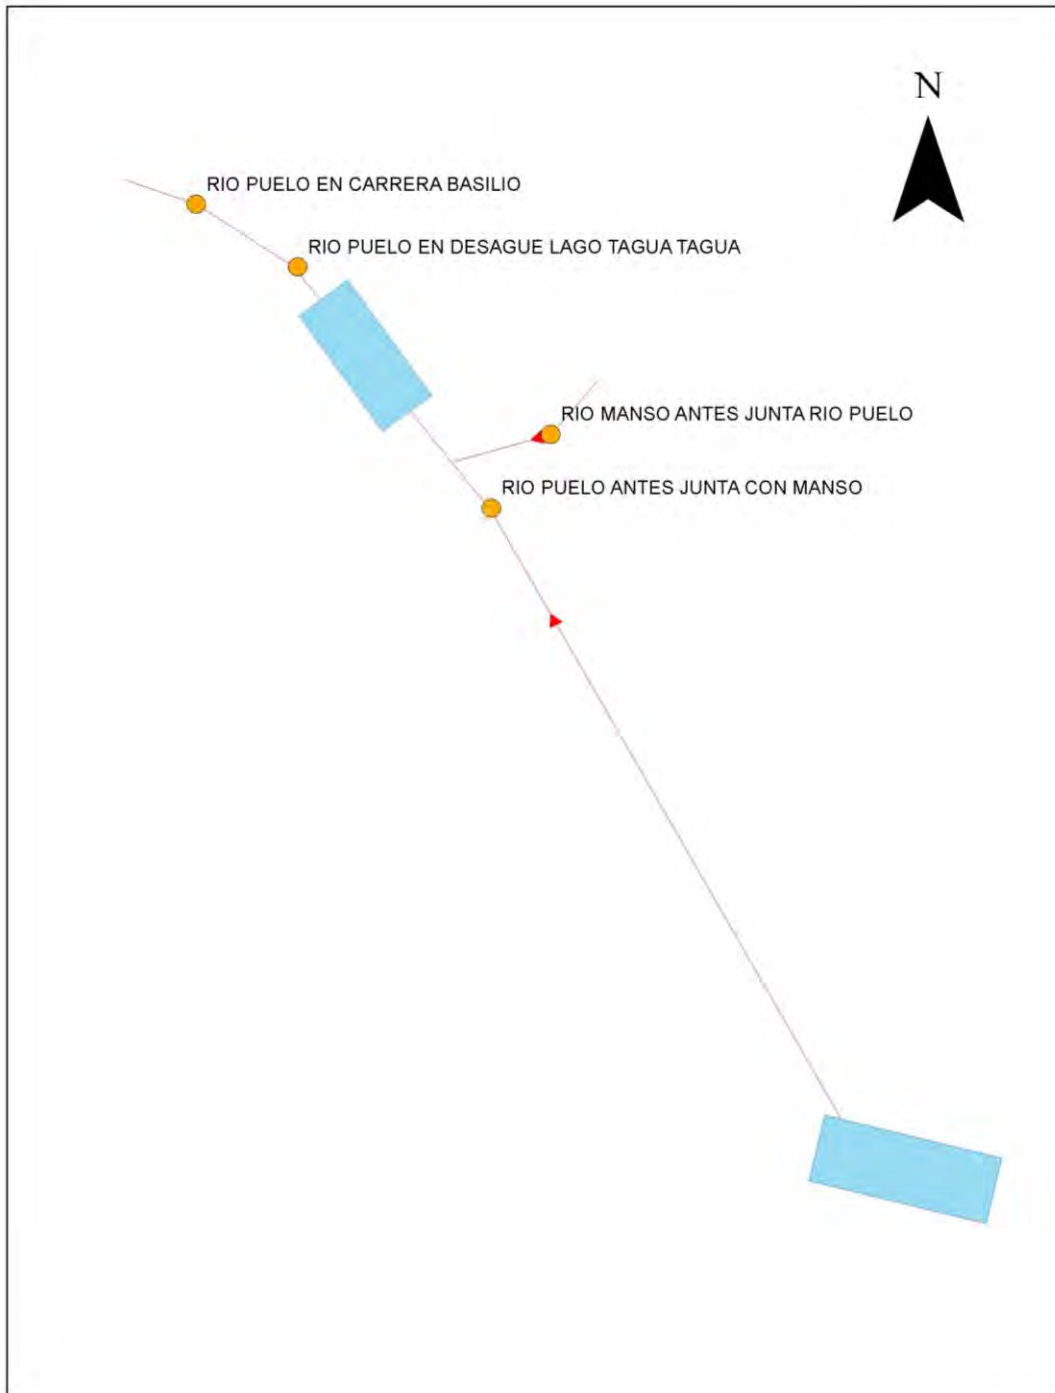 N
RIO PUELO EN CARRERA BASILIO
RIO PUELO EN DESAGUE LAGO TAGUA TAGUA
RIO MANSO ANTES JUNTA RIO PUELO
RIO PUELO ANTES JUNTA CON MANSO